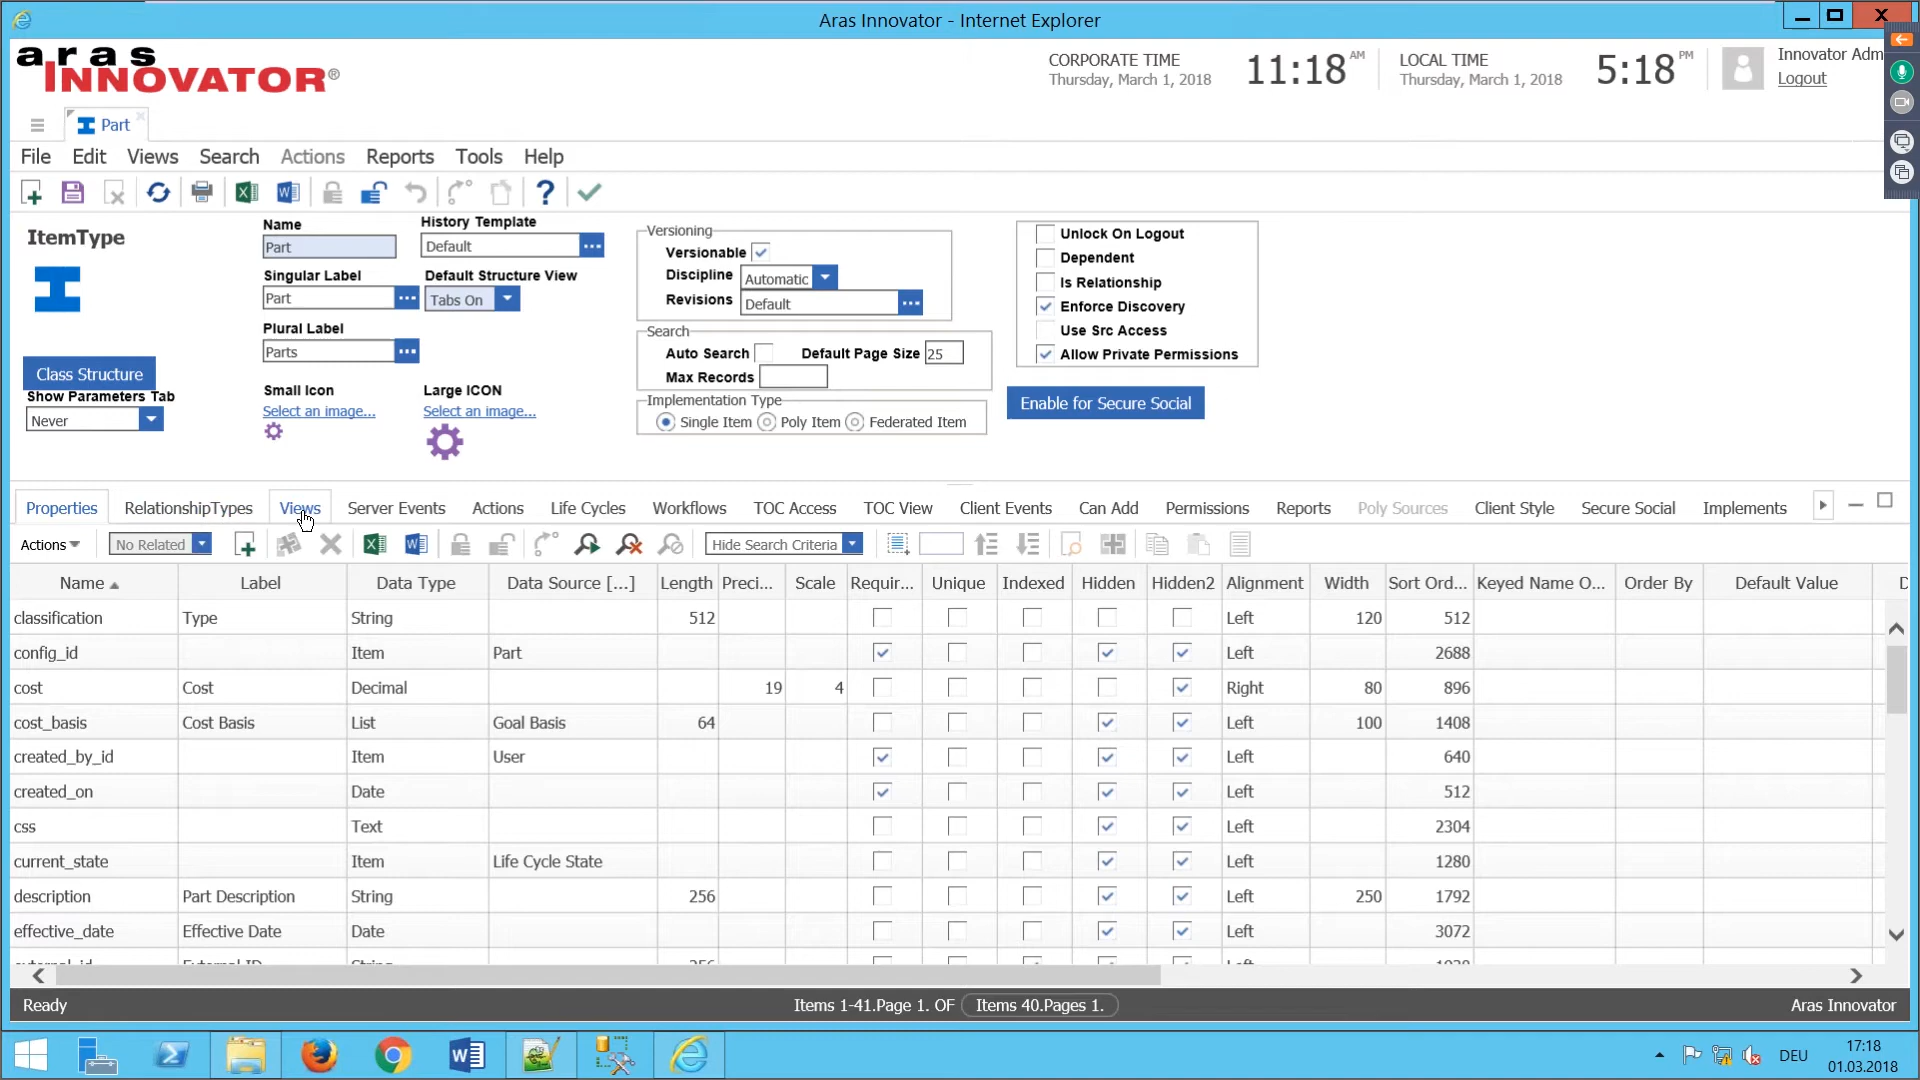 Aras Innovator - Internet Explorer
aras
INNOVATOR®
CORPORATE TIME
Thursday, March 1, 2018
11:18 AM
LOCAL TIME
Thursday, March 1, 2018
5:18 PM
Innovator Adm
Logout
Part
File Edit Views Search Actions Reports Tools Help
ItemType
Name
Part
History Template
Default
Singular Label
Part
Default Structure View
Tabs On
Plural Label
Parts
Class Structure
Show Parameters Tab
Never
Small Icon
Select an image...
Large ICON
Select an image...
Versioning
Versionable
Discipline Automatic
Revisions Default
Search
Auto Search Default Page Size 25
Max Records
Implementation Type
Single Item Poly Item Federated Item
Unlock On Logout
Dependent
Is Relationship
Enforce Discovery
Use Src Access
Allow Private Permissions
Enable for Secure Social
Properties RelationshipTypes Views Server Events Actions Life Cycles Workflows TOC Access TOC View Client Events Can Add Permissions Reports Poly Sources Client Style Secure Social Implements
Actions No Related Hide Search Criteria
Name Label Data Type Data Source [...] Length Preci... Scale Requir... Unique Indexed Hidden Hidden2 Alignment Width Sort Ord... Keyed Name O... Order By Default Value D
classification Type String 512 Left 120 512
config_id Item Part Left 2688
cost Cost Decimal 19 4 Right 80 896
cost_basis Cost Basis List Goal Basis 64 Left 100 1408
created_by_id Item User Left 640
created_on Date Left 512
css Text Left 2304
current_state Item Life Cycle State Left 1280
description Part Description String 256 Left 250 1792
effective_date Effective Date Date Left 3072
Ready
Items 1-41.Page 1. OF Items 40.Pages 1.
Aras Innovator
DEU
17:18
01.03.2018